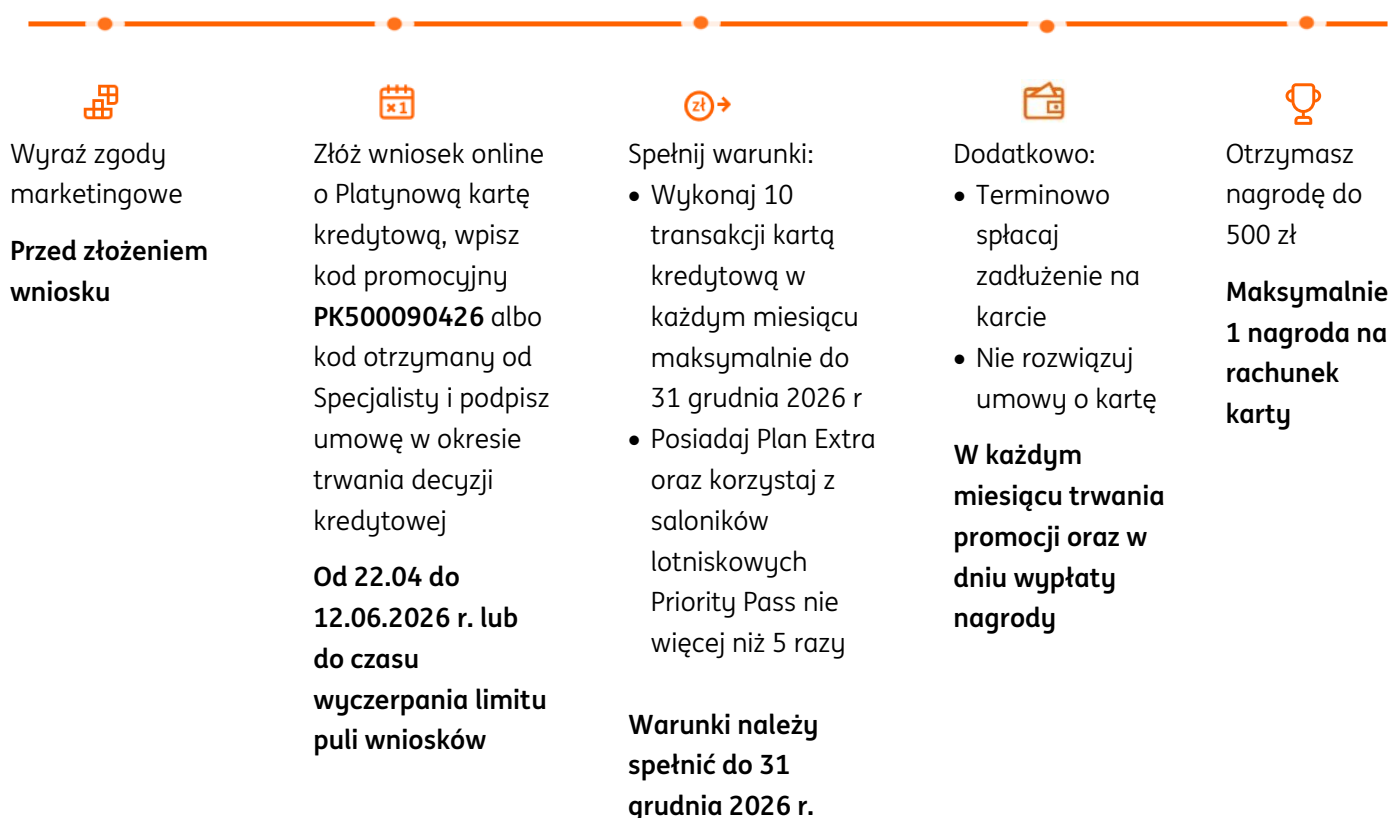 x1
zł
Wyraź zgody
marketingowe
Przed złożeniem
wniosku
Złóż wniosek online
o Platynową kartę
kredytową, wpisz
kod promocyjny
PK500090426 albo
kod otrzymany od
Specjalisty i podpisz
umowę w okresie
trwania decyzji
kredytowej
Od 22.04 do
12.06.2026 r. lub
do czasu
wyczerpania limitu
puli wniosków
Spełnij warunki:
• Wykonaj 10
transakcji kartą
kredytową w
każdym miesiącu
maksymalnie do
31 grudnia 2026 r
• Posiadaj Plan Extra
oraz korzystaj z
saloników
lotniskowych
Priority Pass nie
więcej niż 5 razy
Warunki należy
spełnić do 31
grudnia 2026 r.
Dodatkowo:
• Terminowo
spłacaj
zadłużenie na
karcie
• Nie rozwiązuj
umowy o kartę
W każdym
miesiącu trwania
promocji oraz w
dniu wypłaty
nagrody
Otrzymasz
nagrodę do
500 zł
Maksymalnie
1 nagroda na
rachunek
karty